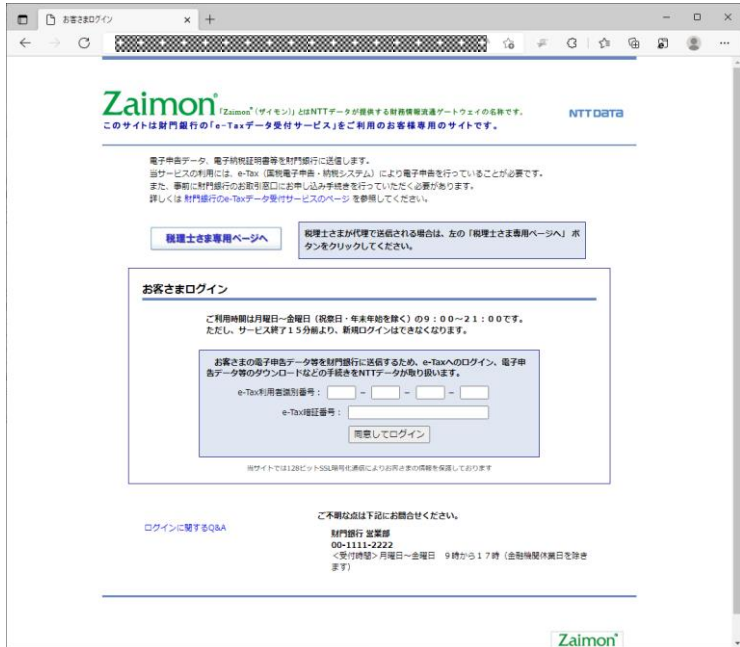 お客さまログイン
Zaimon®「Zaimon®（ザイモン）」とはNTTデータが提供する財務情報流通ゲートウェイの名称です。
NTT DATA
このサイトは財門銀行の「e-Taxデータ受付サービス」をご利用のお客様専用のサイトです。
電子申告データ、電子納税証明書等を財門銀行に送信します。
当サービスの利用には、e-Tax（国税電子申告・納税システム）により電子申告を行っていることが必要です。
また、事前に財門銀行のお取引窓口にお申し込み手続きを行っていただく必要があります。
詳しくは 財門銀行のe-Taxデータ受付サービスのページ を参照してください。
税理士さま専用ページへ
税理士さまが代理で送信される場合は、左の「税理士さま専用ページへ」ボ
タンをクリックしてください。
お客さまログイン
ご利用時間は月曜日～金曜日（祝祭日・年末年始を除く）の９：００～２１：００です。
ただし、サービス終了１５分前より、新規ログインはできなくなります。
お客さまの電子申告データ等を財門銀行に送信するため、e-Taxへのログイン、電子申
告データ等のダウンロードなどの手続きをNTTデータが取り扱います。
e-Tax利用者識別番号： － － －
e-Tax暗証番号：
同意してログイン
当サイトでは128ビットSSL暗号化通信によりお客さまの情報を保護しております
ログインに関するQ&A
ご不明な点は下記にお問合せください。
財門銀行 営業部
00-1111-2222
＜受付時間＞月曜日～金曜日　９時から１７時（金融機関休業日を除き
ます）
Zaimon®